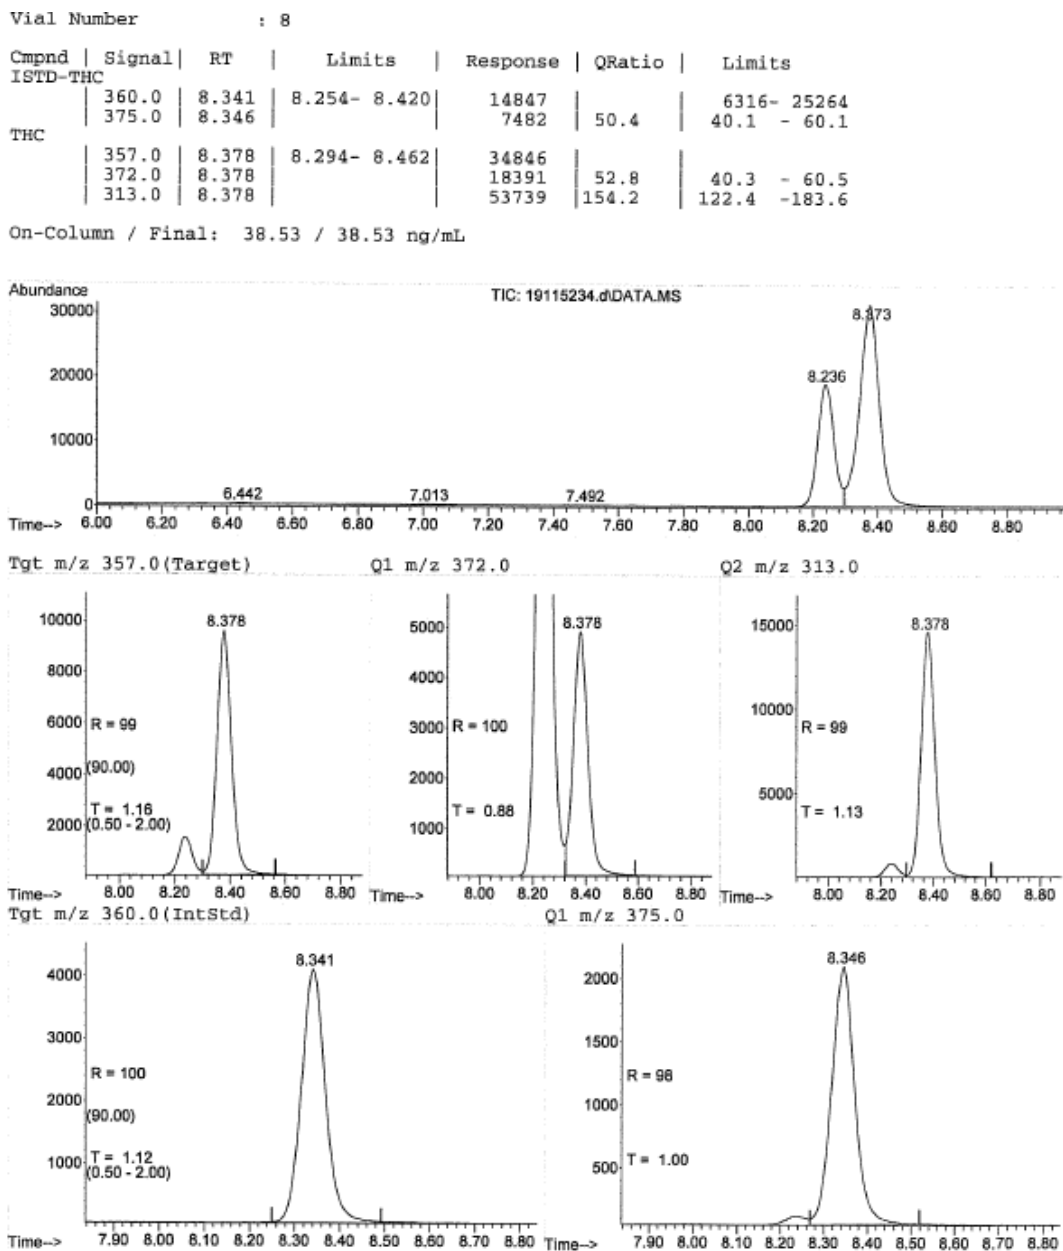 Vial Number : 8
Cmpnd | Signal| RT | Limits | Response | QRatio | Limits
ISTD-THC
| 360.0 | 8.341 | 8.254- 8.420| 14847 | | 6316- 25264
| 375.0 | 8.346 | | 7482 | 50.4 | 40.1 - 60.1
THC
| 357.0 | 8.378 | 8.294- 8.462| 34846 | |
| 372.0 | 8.378 | | 18391 | 52.8 | 40.3 - 60.5
| 313.0 | 8.378 | | 53739 |154.2 | 122.4 -183.6
On-Column / Final: 38.53 / 38.53 ng/mL
Abundance
TIC: 19115234.d\DATA.MS
30000
8.373
20000
8.236
10000
6.442 7.013 7.492
0
Time--> 6.00 6.20 6.40 6.60 6.80 7.00 7.20 7.40 7.60 7.80 8.00 8.20 8.40 8.60 8.80
Tgt m/z 357.0(Target)
10000
8.378
8000
6000
R = 99
(90.00)
4000
T = 1.16
(0.50 - 2.00)
2000
Time--> 8.00 8.20 8.40 8.60 8.80
Q1 m/z 372.0
5000
8.378
4000
3000
R = 100
2000
T = 0.88
1000
Time--> 8.00 8.20 8.40 8.60 8.80
Q2 m/z 313.0
15000
8.378
10000
R = 99
5000
T = 1.13
Time--> 8.00 8.20 8.40 8.60 8.80
Tgt m/z 360.0(IntStd)
8.341
4000
3000
2000
R = 100
(90.00)
1000
T = 1.12
(0.50 - 2.00)
Time--> 7.90 8.00 8.10 8.20 8.30 8.40 8.50 8.60 8.70 8.80
Q1 m/z 375.0
8.346
2000
1500
R = 98
1000
T = 1.00
500
Time--> 7.90 8.00 8.10 8.20 8.30 8.40 8.50 8.60 8.70 8.80